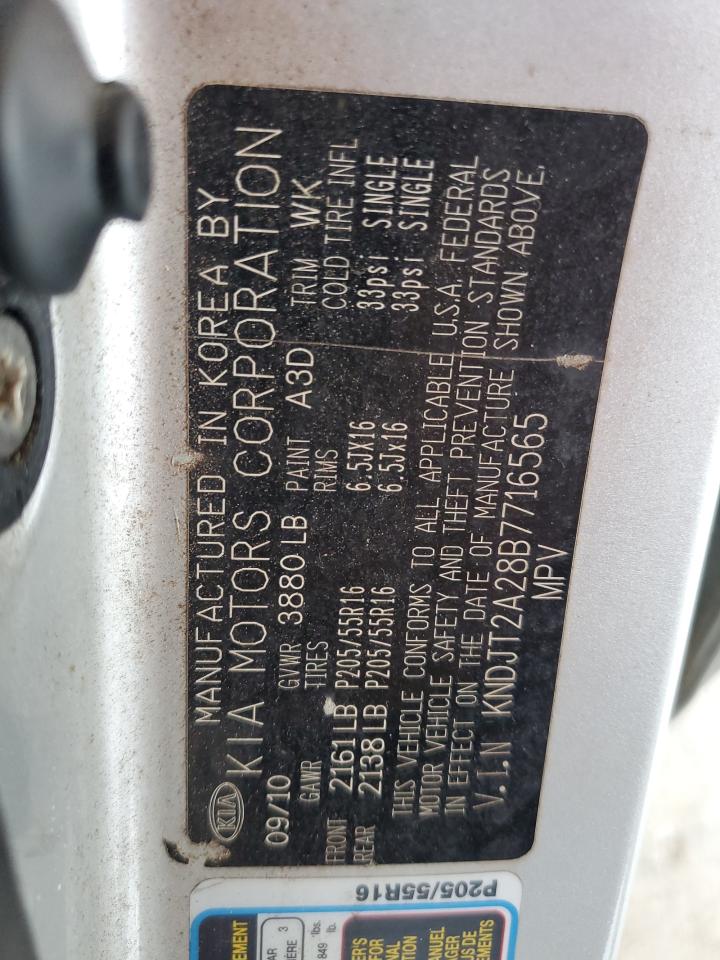 MANUFACTURED IN KOREA BY
KIA KIA MOTORS CORPORATION
09/10 GVWR 3880 LB PAINT A3D TRIM WK
GAWR TIRES RIMS COLD TIRE INFL
FRONT 2161LB P205/55R16 6.5JX16 33psi SINGLE
REAR 2138LB P205/55R16 6.5Jx16 33psi SINGLE
THIS VEHICLE CONFORMS TO ALL APPLICABLE U.S.A. FEDERAL
MOTOR VEHICLE SAFETY AND THEFT PREVENTION STANDARDS
IN EFFECT ON THE DATE OF MANUFACTURE SHOWN ABOVE.
V.I.N KNDJT2A28B7716565
MPV
P205/55R16